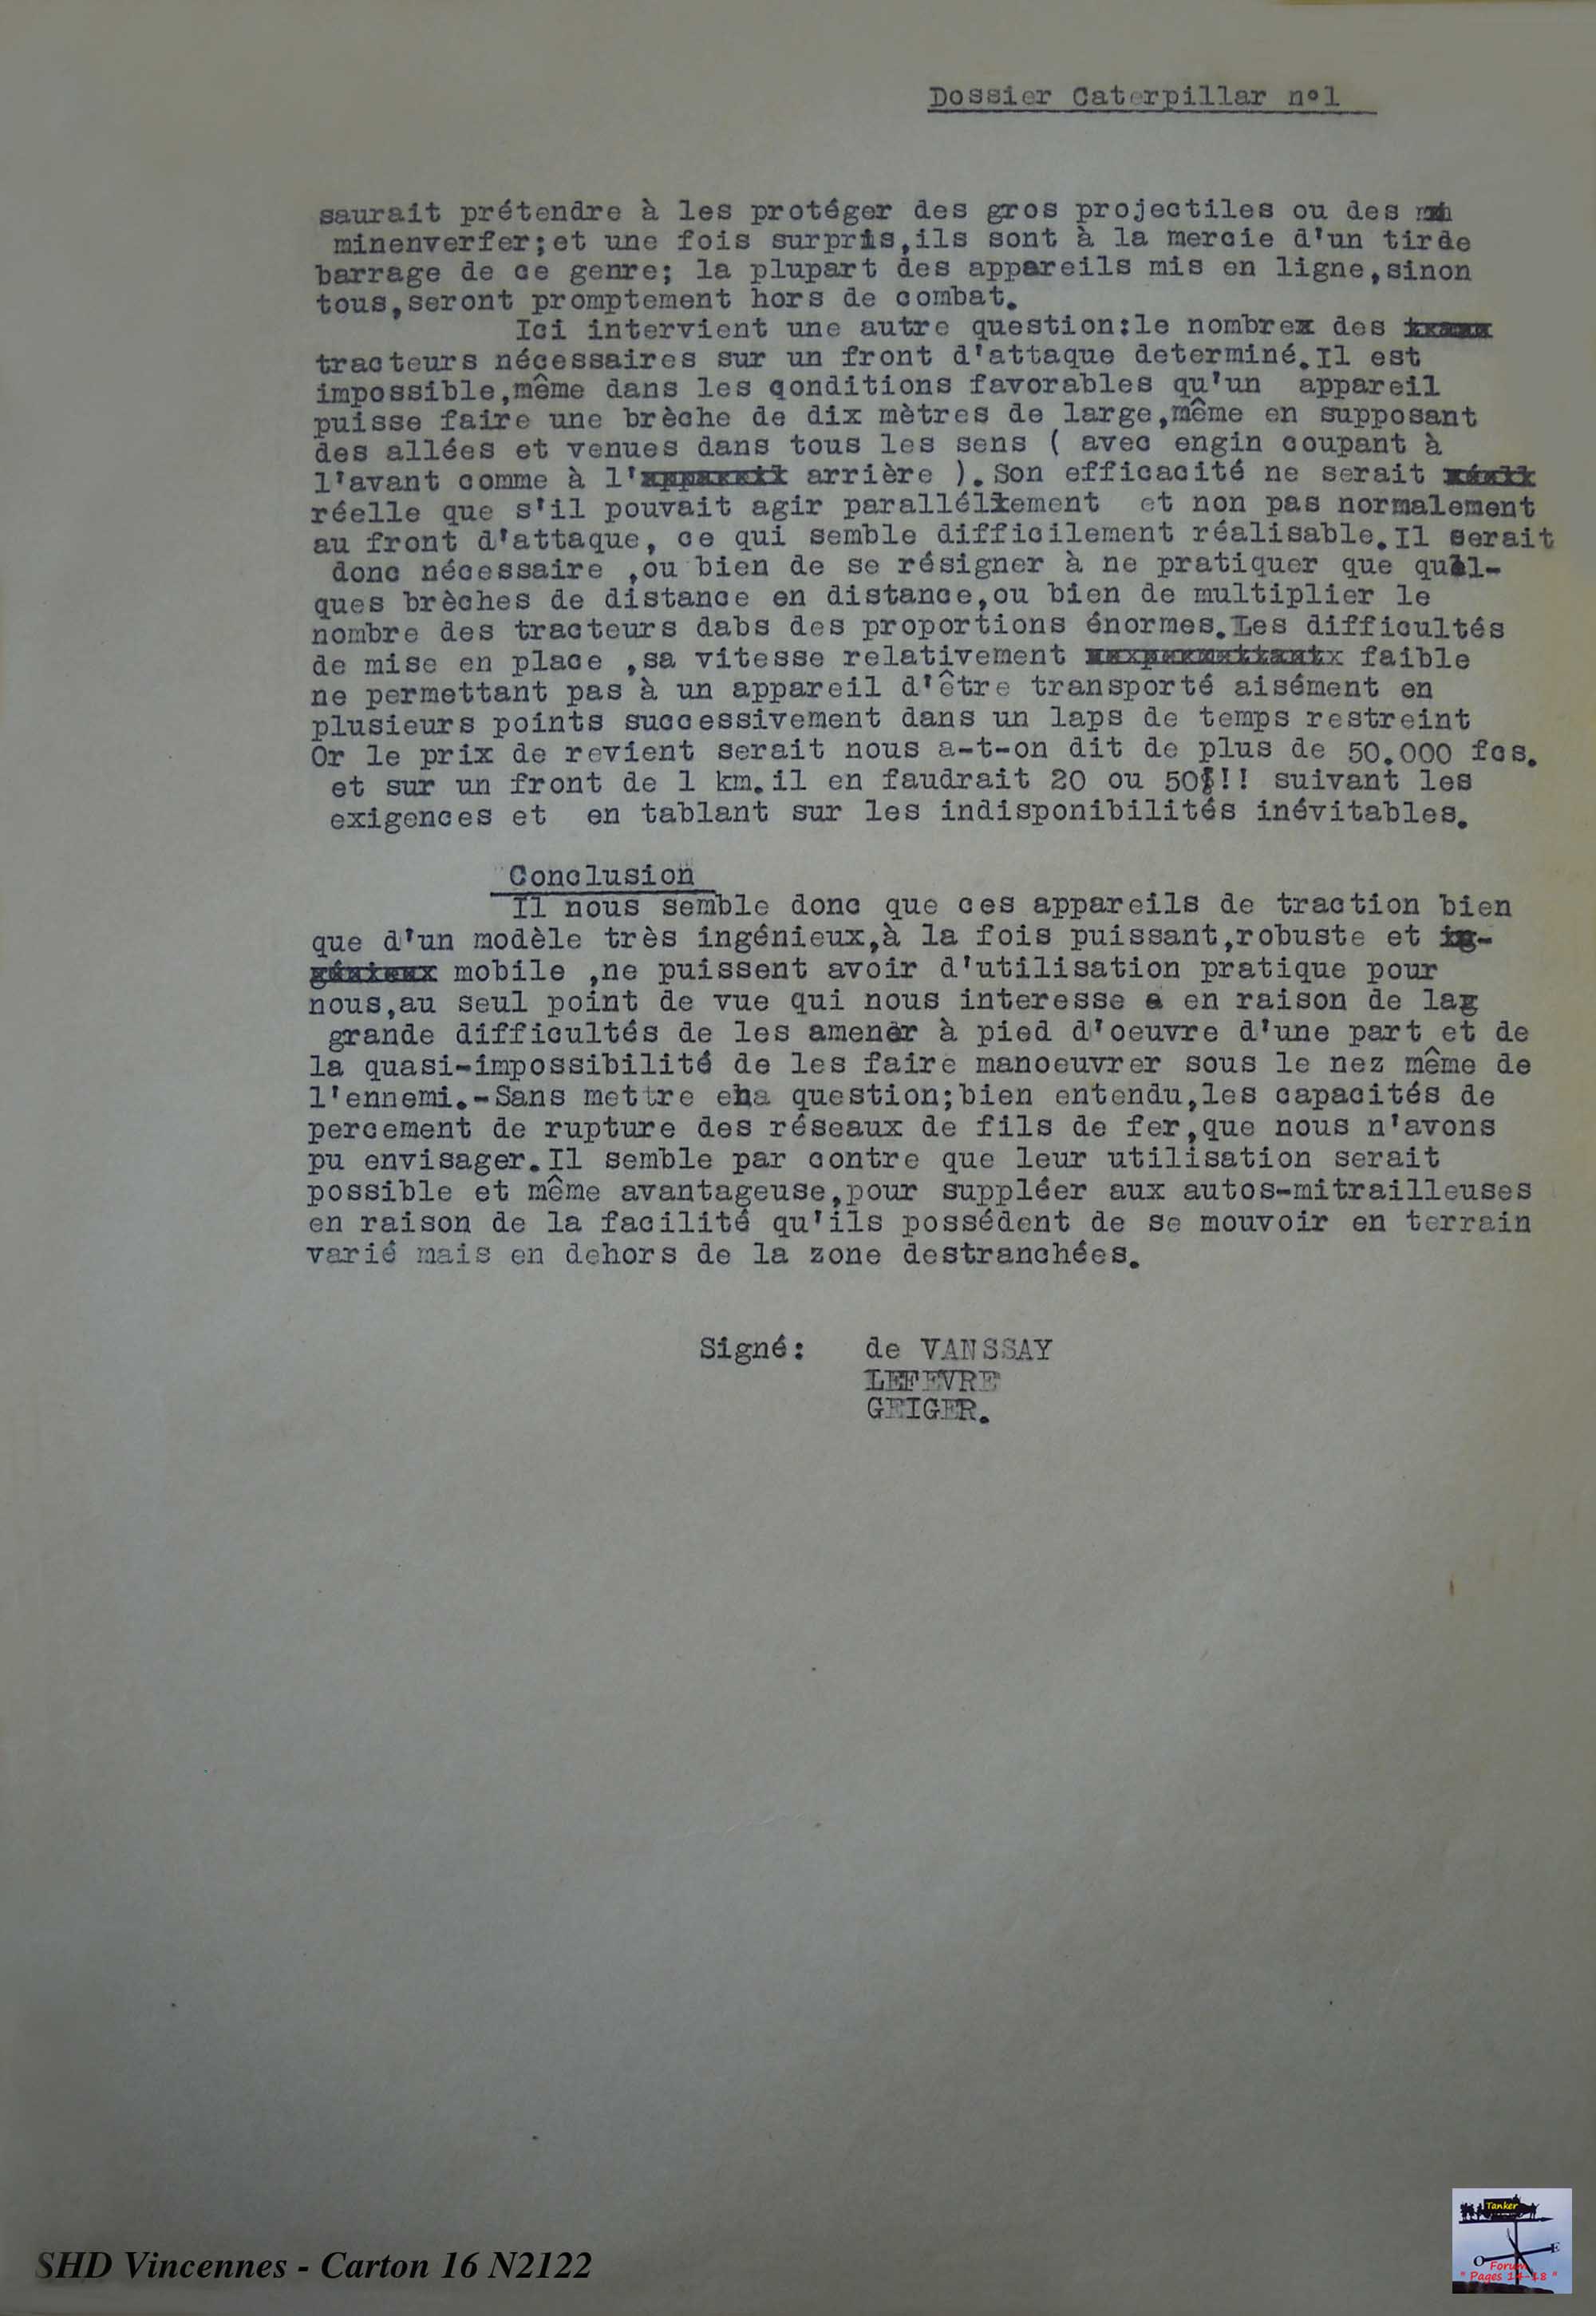 Dossier Caterpillar n°1
saurait prétendre à les protéger des gros projectiles ou des
minenverfer;et une fois surpris,ils sont à la mercie d'un tirde
barrage de ce genre; la plupart des appareils mis en ligne,sinon
tous,seront promptement hors de combat.
Ici intervient une autre question:le nombrex des
tracteurs nécessaires sur un front d'attaque determiné.Il est
impossible,même dans les qonditions favorables qu'un appareil
puisse faire une brèche de dix mètres de large,même en supposant
des allées et venues dans tous les sens ( avec engin coupant à
l'avant comme à l' arrière ).Son efficacité ne serait
réelle que s'il pouvait agir parallélement et non pas normalement
au front d'attaque, ce qui semble difficilement réalisable.Il serait
donc nécessaire ,ou bien de se résigner à ne pratiquer que quel-
ques brèches de distance en distance,ou bien de multiplier le
nombre des tracteurs dabs des proportions énormes.Les difficultés
de mise en place ,sa vitesse relativement faible
ne permettant pas à un appareil d'être transporté aisément en
plusieurs points successivement dans un laps de temps restreint
Or le prix de revient serait nous a-t-on dit de plus de 50.000 fcs.
et sur un front de 1 km.il en faudrait 20 ou 50!! suivant les
exigences et en tablant sur les indisponibilités inévitables.
Conclusion
Il nous semble donc que ces appareils de traction bien
que d'un modèle très ingénieux,à la fois puissant,robuste et
mobile ,ne puissent avoir d'utilisation pratique pour
nous,au seul point de vue qui nous interesse en raison de la
grande difficultés de les amener à pied d'oeuvre d'une part et de
la quasi-impossibilité de les faire manoeuvrer sous le nez même de
l'ennemi.-Sans mettre question;bien entendu,les capacités de
percement de rupture des réseaux de fils de fer,que nous n'avons
pu envisager.Il semble par contre que leur utilisation serait
possible et même avantageuse,pour suppléer aux autos-mitrailleuses
en raison de la facilité qu'ils possédent de se mouvoir en terrain
varié mais en dehors de la zone destranchées.
Signé: de VANSSAY
LEFEVRE
GEIGER.
SHD Vincennes - Carton 16 N2122
Tanker
O E
Forum
" Pages 14-18 "